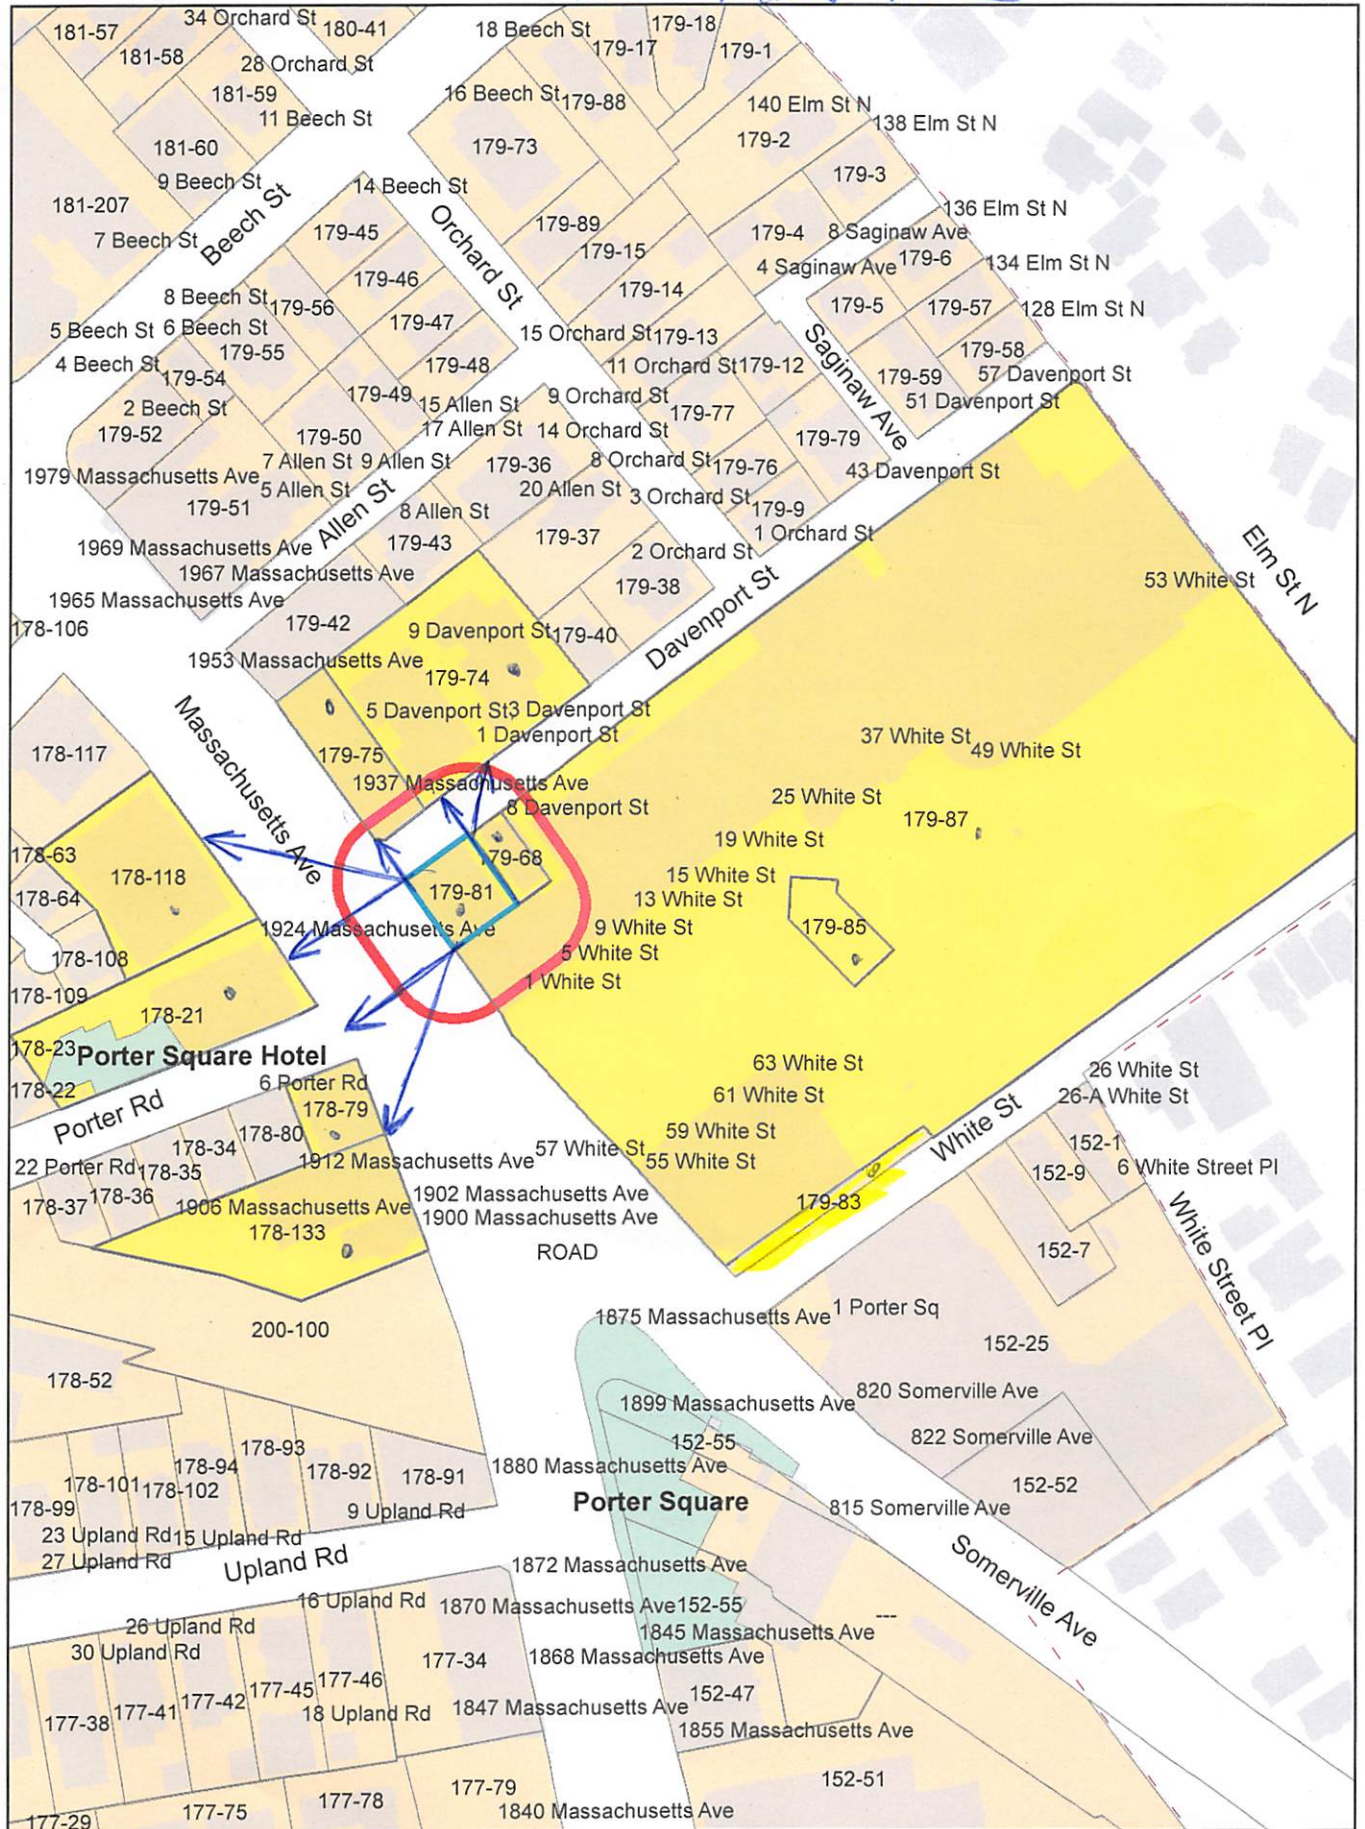 34 Orchard St
180-41
181-57
181-58
28 Orchard St
18 Beech St
179-18
179-17
179-1
181-59
11 Beech St
16 Beech St
179-88
140 Elm St N
138 Elm St N
181-60
179-73
179-2
9 Beech St
14 Beech St
179-3
181-207
Beech St
Orchard St
7 Beech St
179-45
179-89
179-4
136 Elm St N
8 Saginaw Ave
179-46
179-15
4 Saginaw Ave
179-6
134 Elm St N
8 Beech St
179-56
179-14
179-5
179-57
128 Elm St N
5 Beech St
6 Beech St
179-47
15 Orchard St
179-13
Saginaw Ave
4 Beech St
179-55
179-48
11 Orchard St
179-12
179-58
179-54
179-59
57 Davenport St
2 Beech St
179-49
15 Allen St
9 Orchard St
51 Davenport St
179-52
179-50
17 Allen St
14 Orchard St
179-77
179-79
1979 Massachusetts Ave
7 Allen St
9 Allen St
179-36
8 Orchard St
179-76
43 Davenport St
5 Allen St
20 Allen St
3 Orchard St
179-51
Allen St
8 Allen St
179-9
1969 Massachusetts Ave
179-43
179-37
1 Orchard St
2 Orchard St
1967 Massachusetts Ave
179-38
Elm St N
53 White St
1965 Massachusetts Ave
178-106
179-42
9 Davenport St
179-40
Davenport St
1953 Massachusetts Ave
179-74
5 Davenport St
3 Davenport St
1 Davenport St
Massachusetts Ave
178-117
179-75
37 White St
49 White St
1937 Massachusetts Ave
8 Davenport St
25 White St
179-87
19 White St
178-63
179-68
178-118
15 White St
178-64
179-81
13 White St
1924 Massachusetts Ave
9 White St
179-85
178-108
5 White St
178-109
1 White St
178-21
178-23
Porter Square Hotel
63 White St
26 White St
178-22
6 Porter Rd
61 White St
26-A White St
Porter Rd
178-79
178-80
59 White St
White St
178-34
57 White St
152-1
22 Porter Rd
178-35
1912 Massachusetts Ave
55 White St
152-9
6 White Street Pl
178-37
178-36
1906 Massachusetts Ave
1902 Massachusetts Ave
179-83
White Street Pl
178-133
1900 Massachusetts Ave
ROAD
152-7
1875 Massachusetts Ave
1 Porter Sq
200-100
152-25
178-52
1899 Massachusetts Ave
820 Somerville Ave
152-55
822 Somerville Ave
178-93
178-94
178-92
178-91
1880 Massachusetts Ave
178-101
178-102
Porter Square
152-52
178-99
9 Upland Rd
815 Somerville Ave
23 Upland Rd
15 Upland Rd
27 Upland Rd
Upland Rd
1872 Massachusetts Ave
Somerville Ave
16 Upland Rd
1870 Massachusetts Ave
152-55
---
26 Upland Rd
1845 Massachusetts Ave
30 Upland Rd
1868 Massachusetts Ave
177-34
177-46
177-45
177-42
177-41
177-38
18 Upland Rd
1847 Massachusetts Ave
152-47
1855 Massachusetts Ave
152-51
177-79
177-78
177-75
1840 Massachusetts Ave
177-29